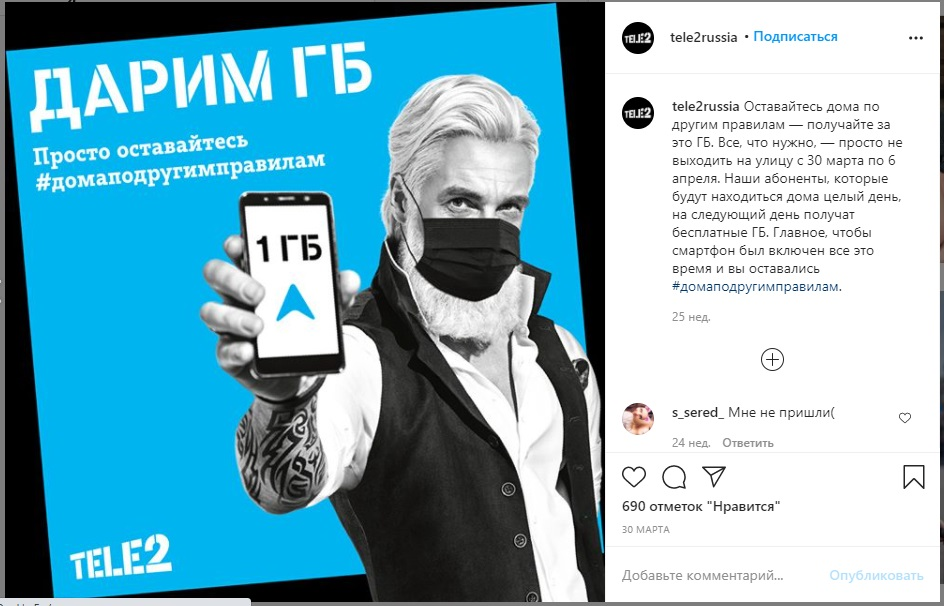 ДАРИМ ГБ
Просто оставайтесь
#домаподругимправилам
1 ГБ
TELE2
TELE2
tele2russia • Подписаться
TELE2
tele2russia Оставайтесь дома по
другим правилам — получайте за
это ГБ. Все, что нужно, — просто не
выходить на улицу с 30 марта по 6
апреля. Наши абоненты, которые
будут находиться дома целый день,
на следующий день получат
бесплатные ГБ. Главное, чтобы
смартфон был включен все это
время и вы оставались
#домаподругимправилам.
25 нед.
s_sered_ Мне не пришли(
24 нед. Ответить
690 отметок "Нравится"
30 МАРТА
Добавьте комментарий... Опубликовать